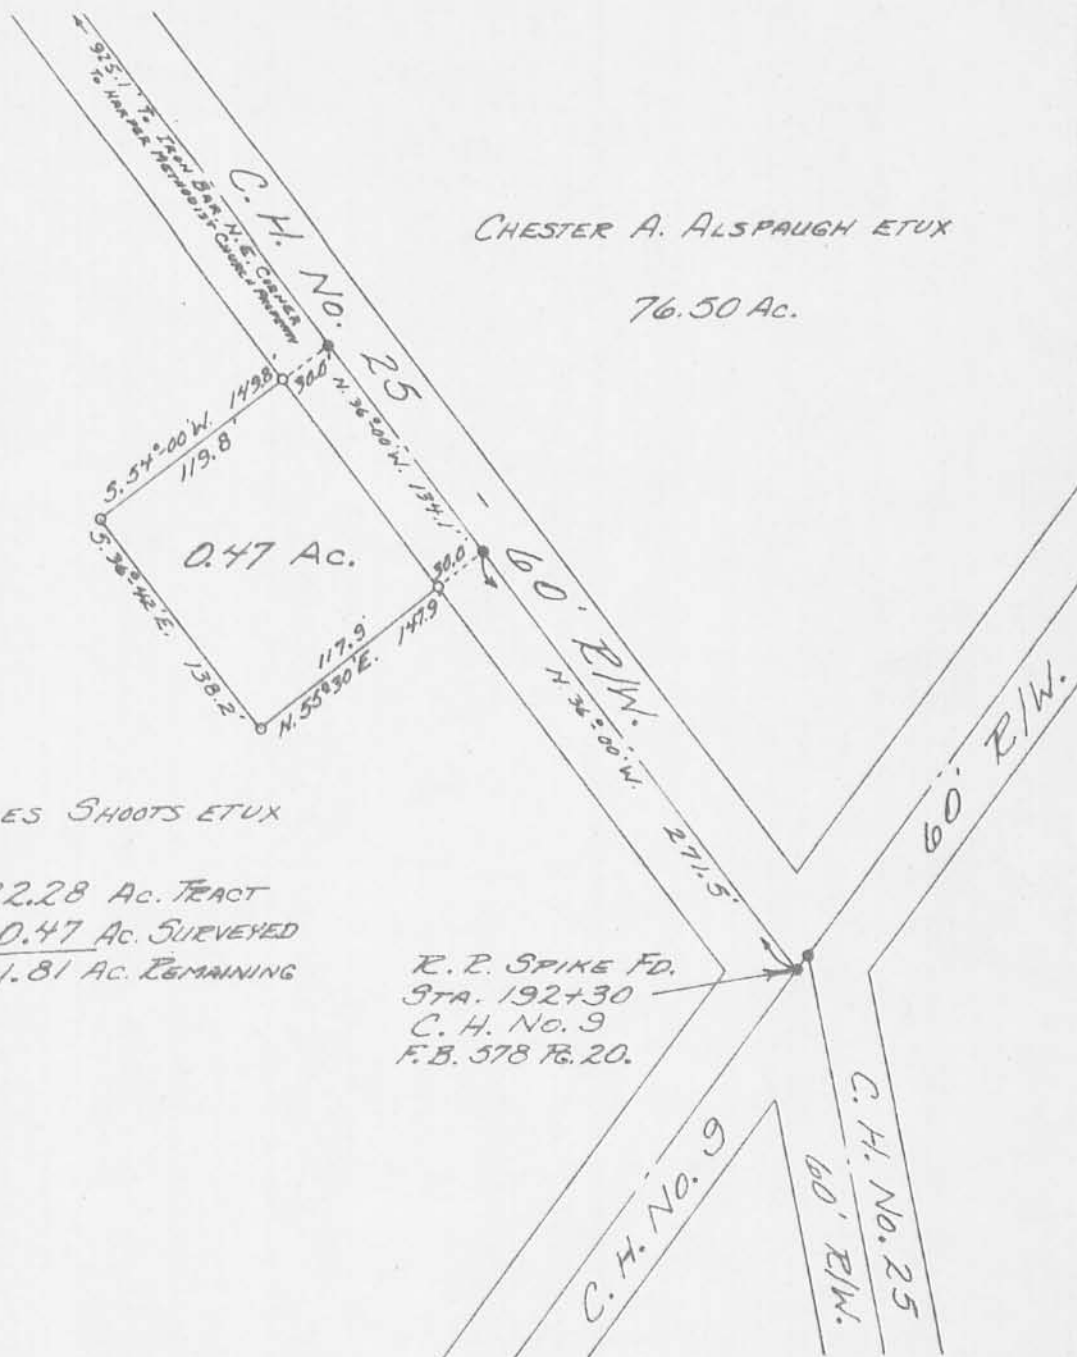 925.1' To IRON BAR N.E. CORNER
To HARPER METHODIST CHURCH PROPERTY
C. H. No. 25 - 60' R/W.
CHESTER A. ALSPAUGH ETUX
76.50 Ac.
S. 54°-00' W. 149.8'
119.8'
30.0'
N. 36°-00' W. 134.1'
0.47 Ac.
S. 36°-42' E. 138.2'
117.9'
N. 55°30' E. 147.9'
30.0'
N. 36°-00' W. 271.5'
60' R/W.
ES SHOOTS ETUX
2.28 Ac. TRACT
0.47 Ac. SURVEYED
1.81 Ac. REMAINING
R. R. SPIKE FD.
STA. 192+30
C. H. No. 9
F.B. 578 PG. 20.
C. H. No. 9
C. H. No. 25
60' R/W.